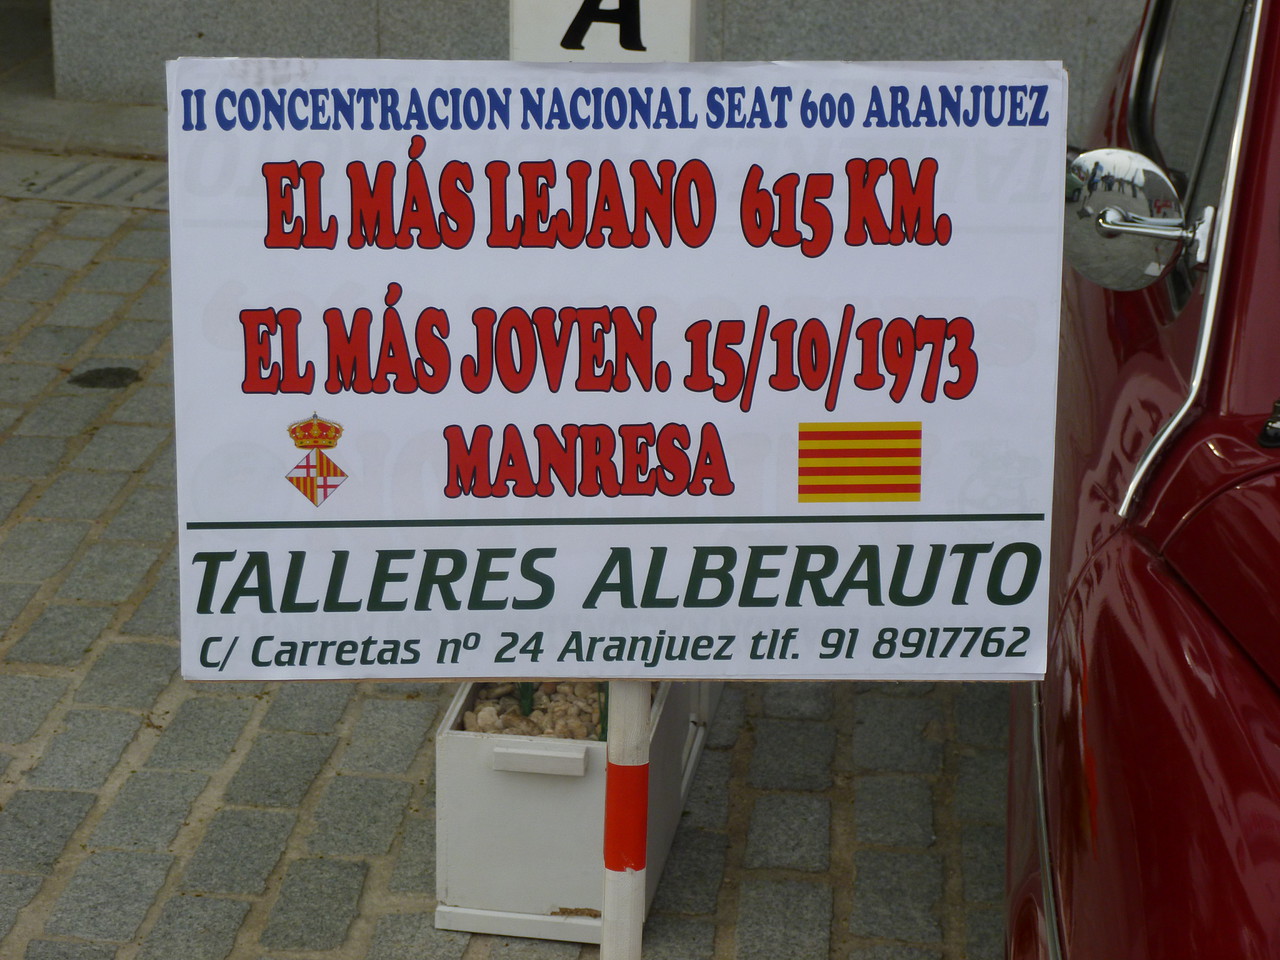 A
II CONCENTRACION NACIONAL SEAT 600 ARANJUEZ
EL MÁS LEJANO 615 KM.
EL MÁS JOVEN. 15/10/1973
MANRESA
TALLERES ALBERAUTO
C/ Carretas nº 24 Aranjuez tlf. 91 8917762